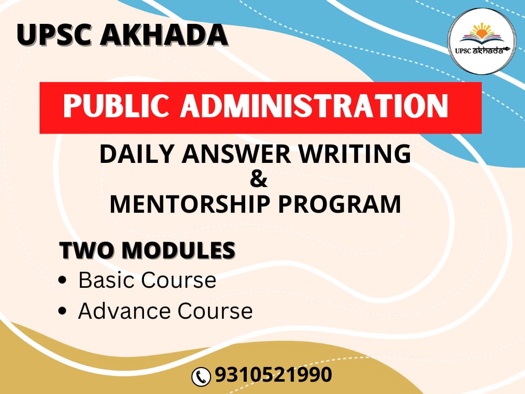 UPSC AKHADA
UPSC akhada
PUBLIC ADMINISTRATION
DAILY ANSWER WRITING
&
MENTORSHIP PROGRAM
TWO MODULES
• Basic Course
• Advance Course
9310521990